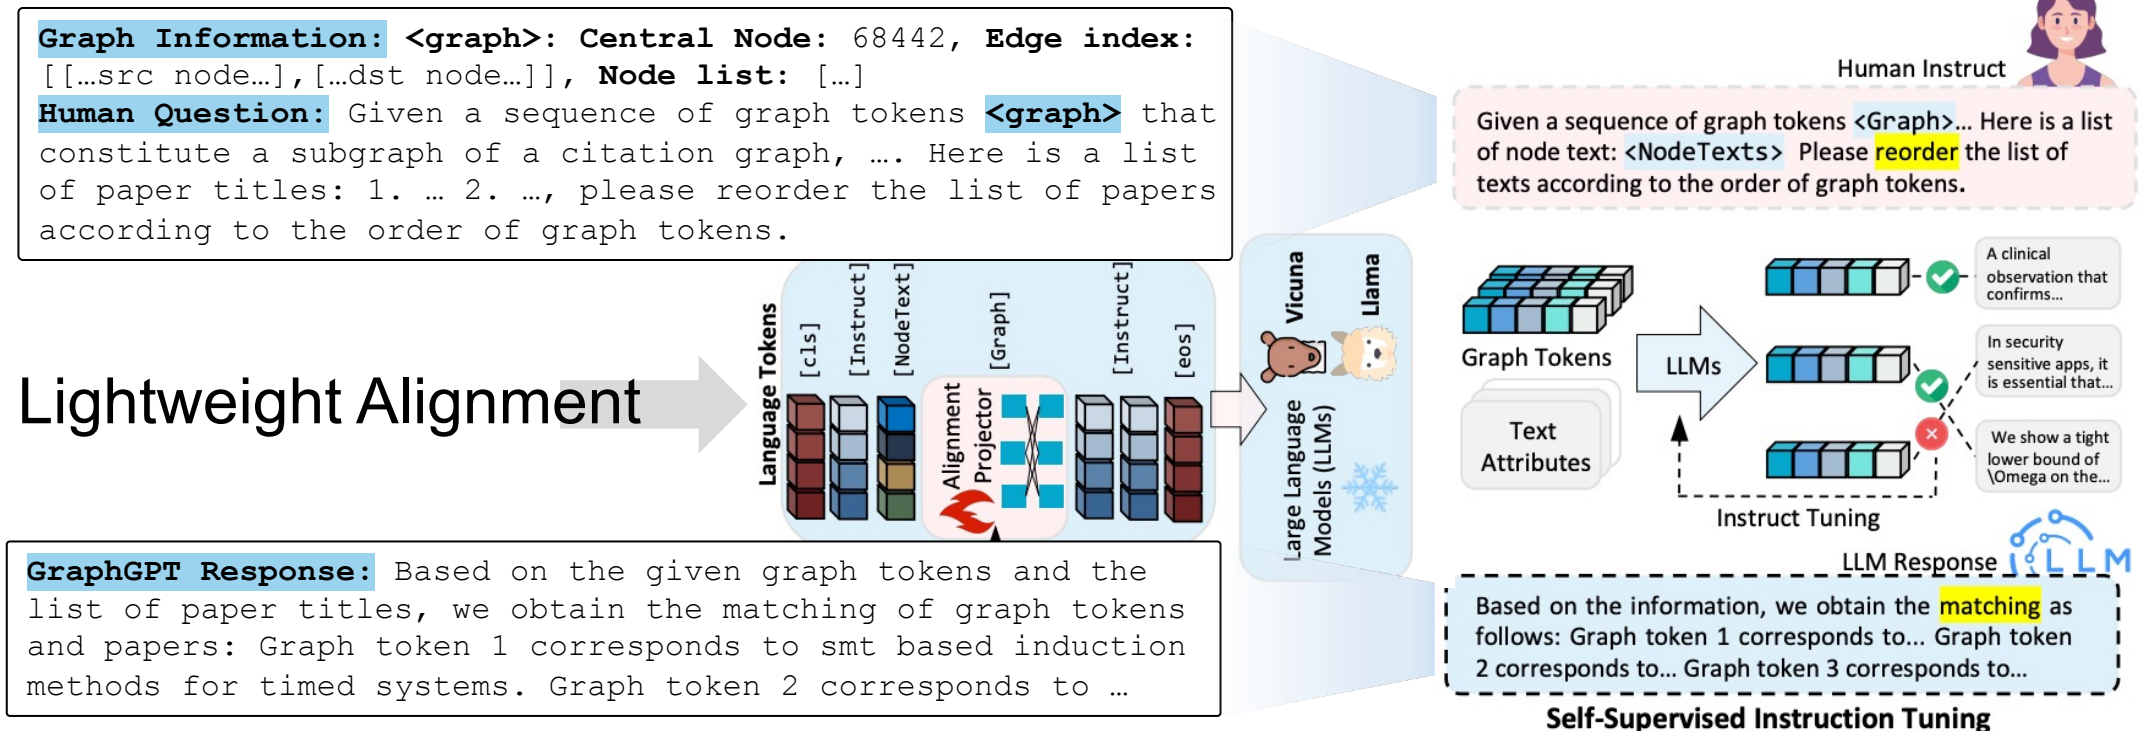 Graph Information: <graph>: Central Node: 68442, Edge index:
[[…src node…],[…dst node…]], Node list: […]
Human Question: Given a sequence of graph tokens <graph> that
constitute a subgraph of a citation graph, …. Here is a list
of paper titles: 1. … 2. …, please reorder the list of papers
according to the order of graph tokens.
Human Instruct
Given a sequence of graph tokens <Graph>... Here is a list
of node text: <NodeTexts> Please reorder the list of
texts according to the order of graph tokens.
Lightweight Alignment
Language Tokens
[cls]
[Instruct]
[NodeText]
[Graph]
[Instruct]
[eos]
Alignment
Projector
Vicuna
Llama
Large Language
Models (LLMs)
Graph Tokens
Text
Attributes
LLMs
A clinical
observation that
confirms...
In security
sensitive apps, it
is essential that...
We show a tight
lower bound of
\Omega on the...
Instruct Tuning
LLM Response
LLM
GraphGPT Response: Based on the given graph tokens and the
list of paper titles, we obtain the matching of graph tokens
and papers: Graph token 1 corresponds to smt based induction
methods for timed systems. Graph token 2 corresponds to …
Based on the information, we obtain the matching as
follows: Graph token 1 corresponds to... Graph token
2 corresponds to... Graph token 3 corresponds to...
Self-Supervised Instruction Tuning